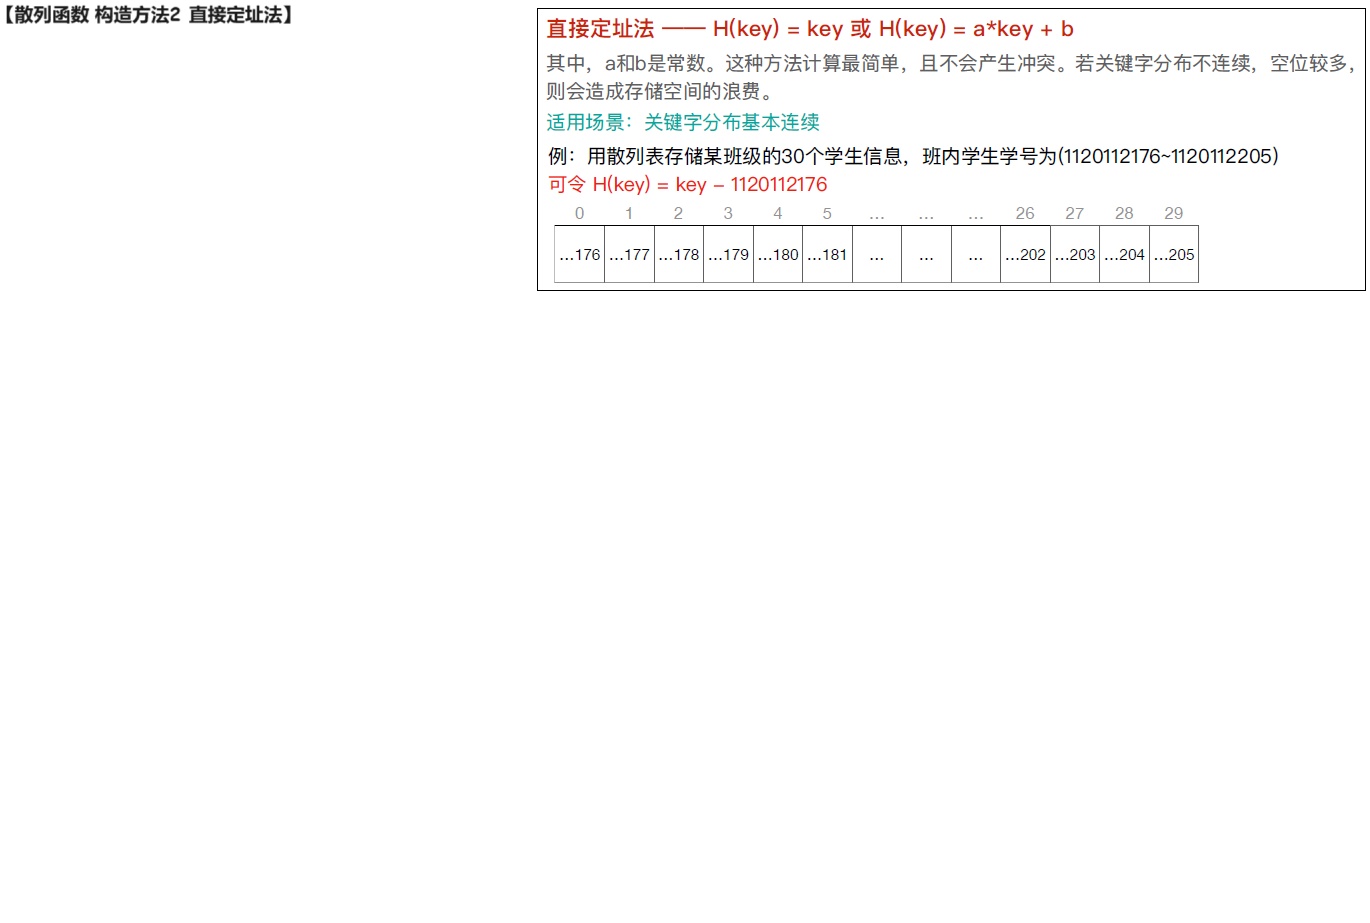 【散列函数 构造方法2 直接定址法】
直接定址法 —— H(key) = key 或 H(key) = a*key + b
其中，a和b是常数。这种方法计算最简单，且不会产生冲突。若关键字分布不连续，空位较多，
则会造成存储空间的浪费。
适用场景：关键字分布基本连续
例：用散列表存储某班级的30个学生信息，班内学生学号为(1120112176~1120112205)
可令 H(key) = key – 1120112176
0 1 2 3 4 5 ... ... ... 26 27 28 29
...176 ...177 ...178 ...179 ...180 ...181 ... ... ... ...202 ...203 ...204 ...205